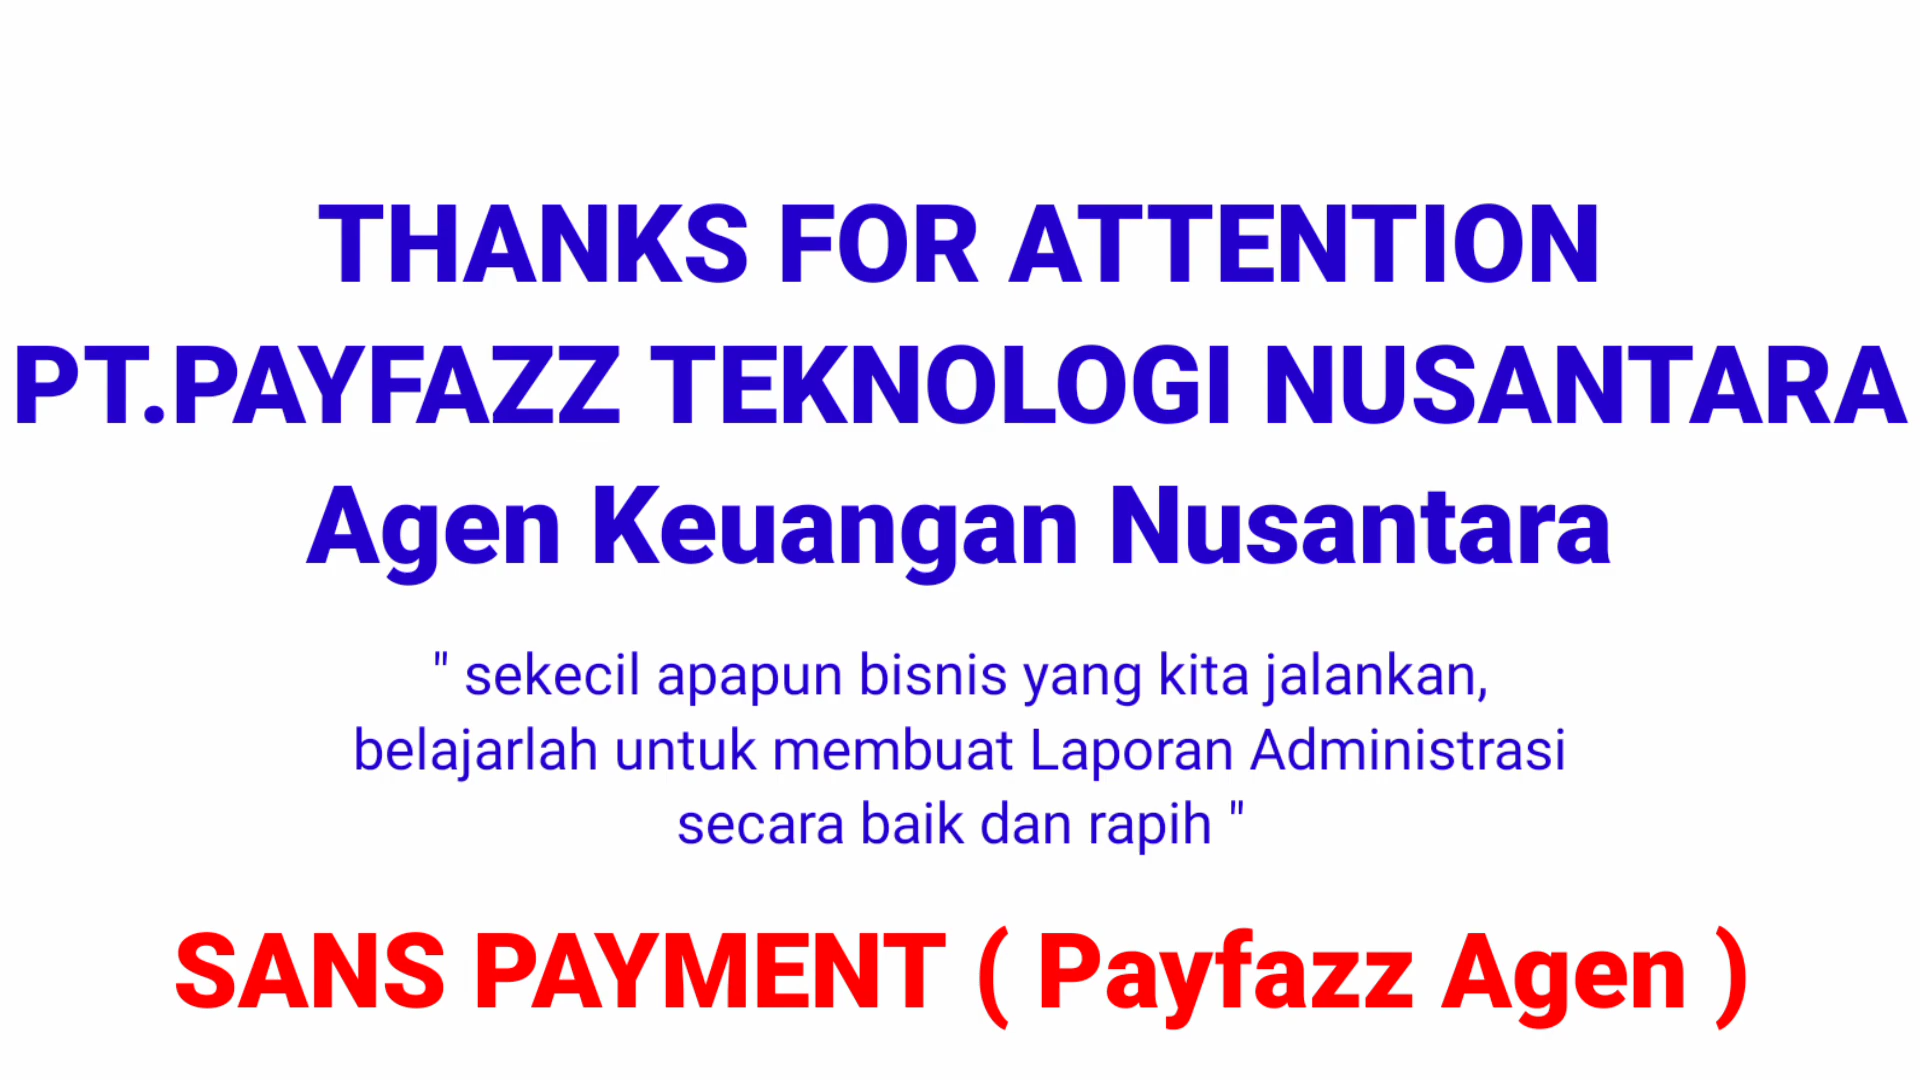 THANKS FOR ATTENTION
PT.PAYFAZZ TEKNOLOGI NUSANTARA
Agen Keuangan Nusantara
" sekecil apapun bisnis yang kita jalankan,
belajarlah untuk membuat Laporan Administrasi
secara baik dan rapih "
SANS PAYMENT ( Payfazz Agen )